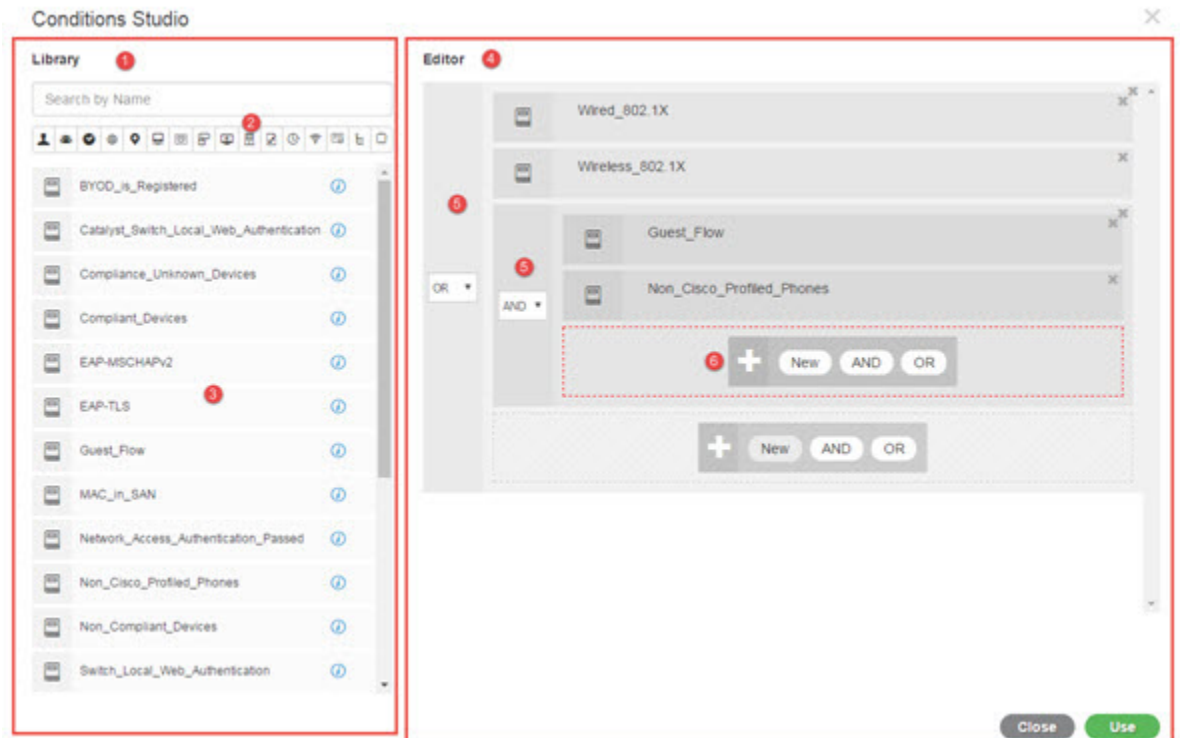 Conditions Studio
Library 1
Search by Name
2
BYOD_is_Registered
Catalyst_Switch_Local_Web_Authentication
Compliance_Unknown_Devices
Compliant_Devices
EAP-MSCHAPv2
3
EAP-TLS
Guest_Flow
MAC_in_SAN
Network_Access_Authentication_Passed
Non_Cisco_Profiled_Phones
Non_Compliant_Devices
Switch_Local_Web_Authentication
Editor 4
Wired_802.1X
Wireless_802.1X
5
OR
5
AND
Guest_Flow
Non_Cisco_Profiled_Phones
6 New AND OR
New AND OR
Close Use